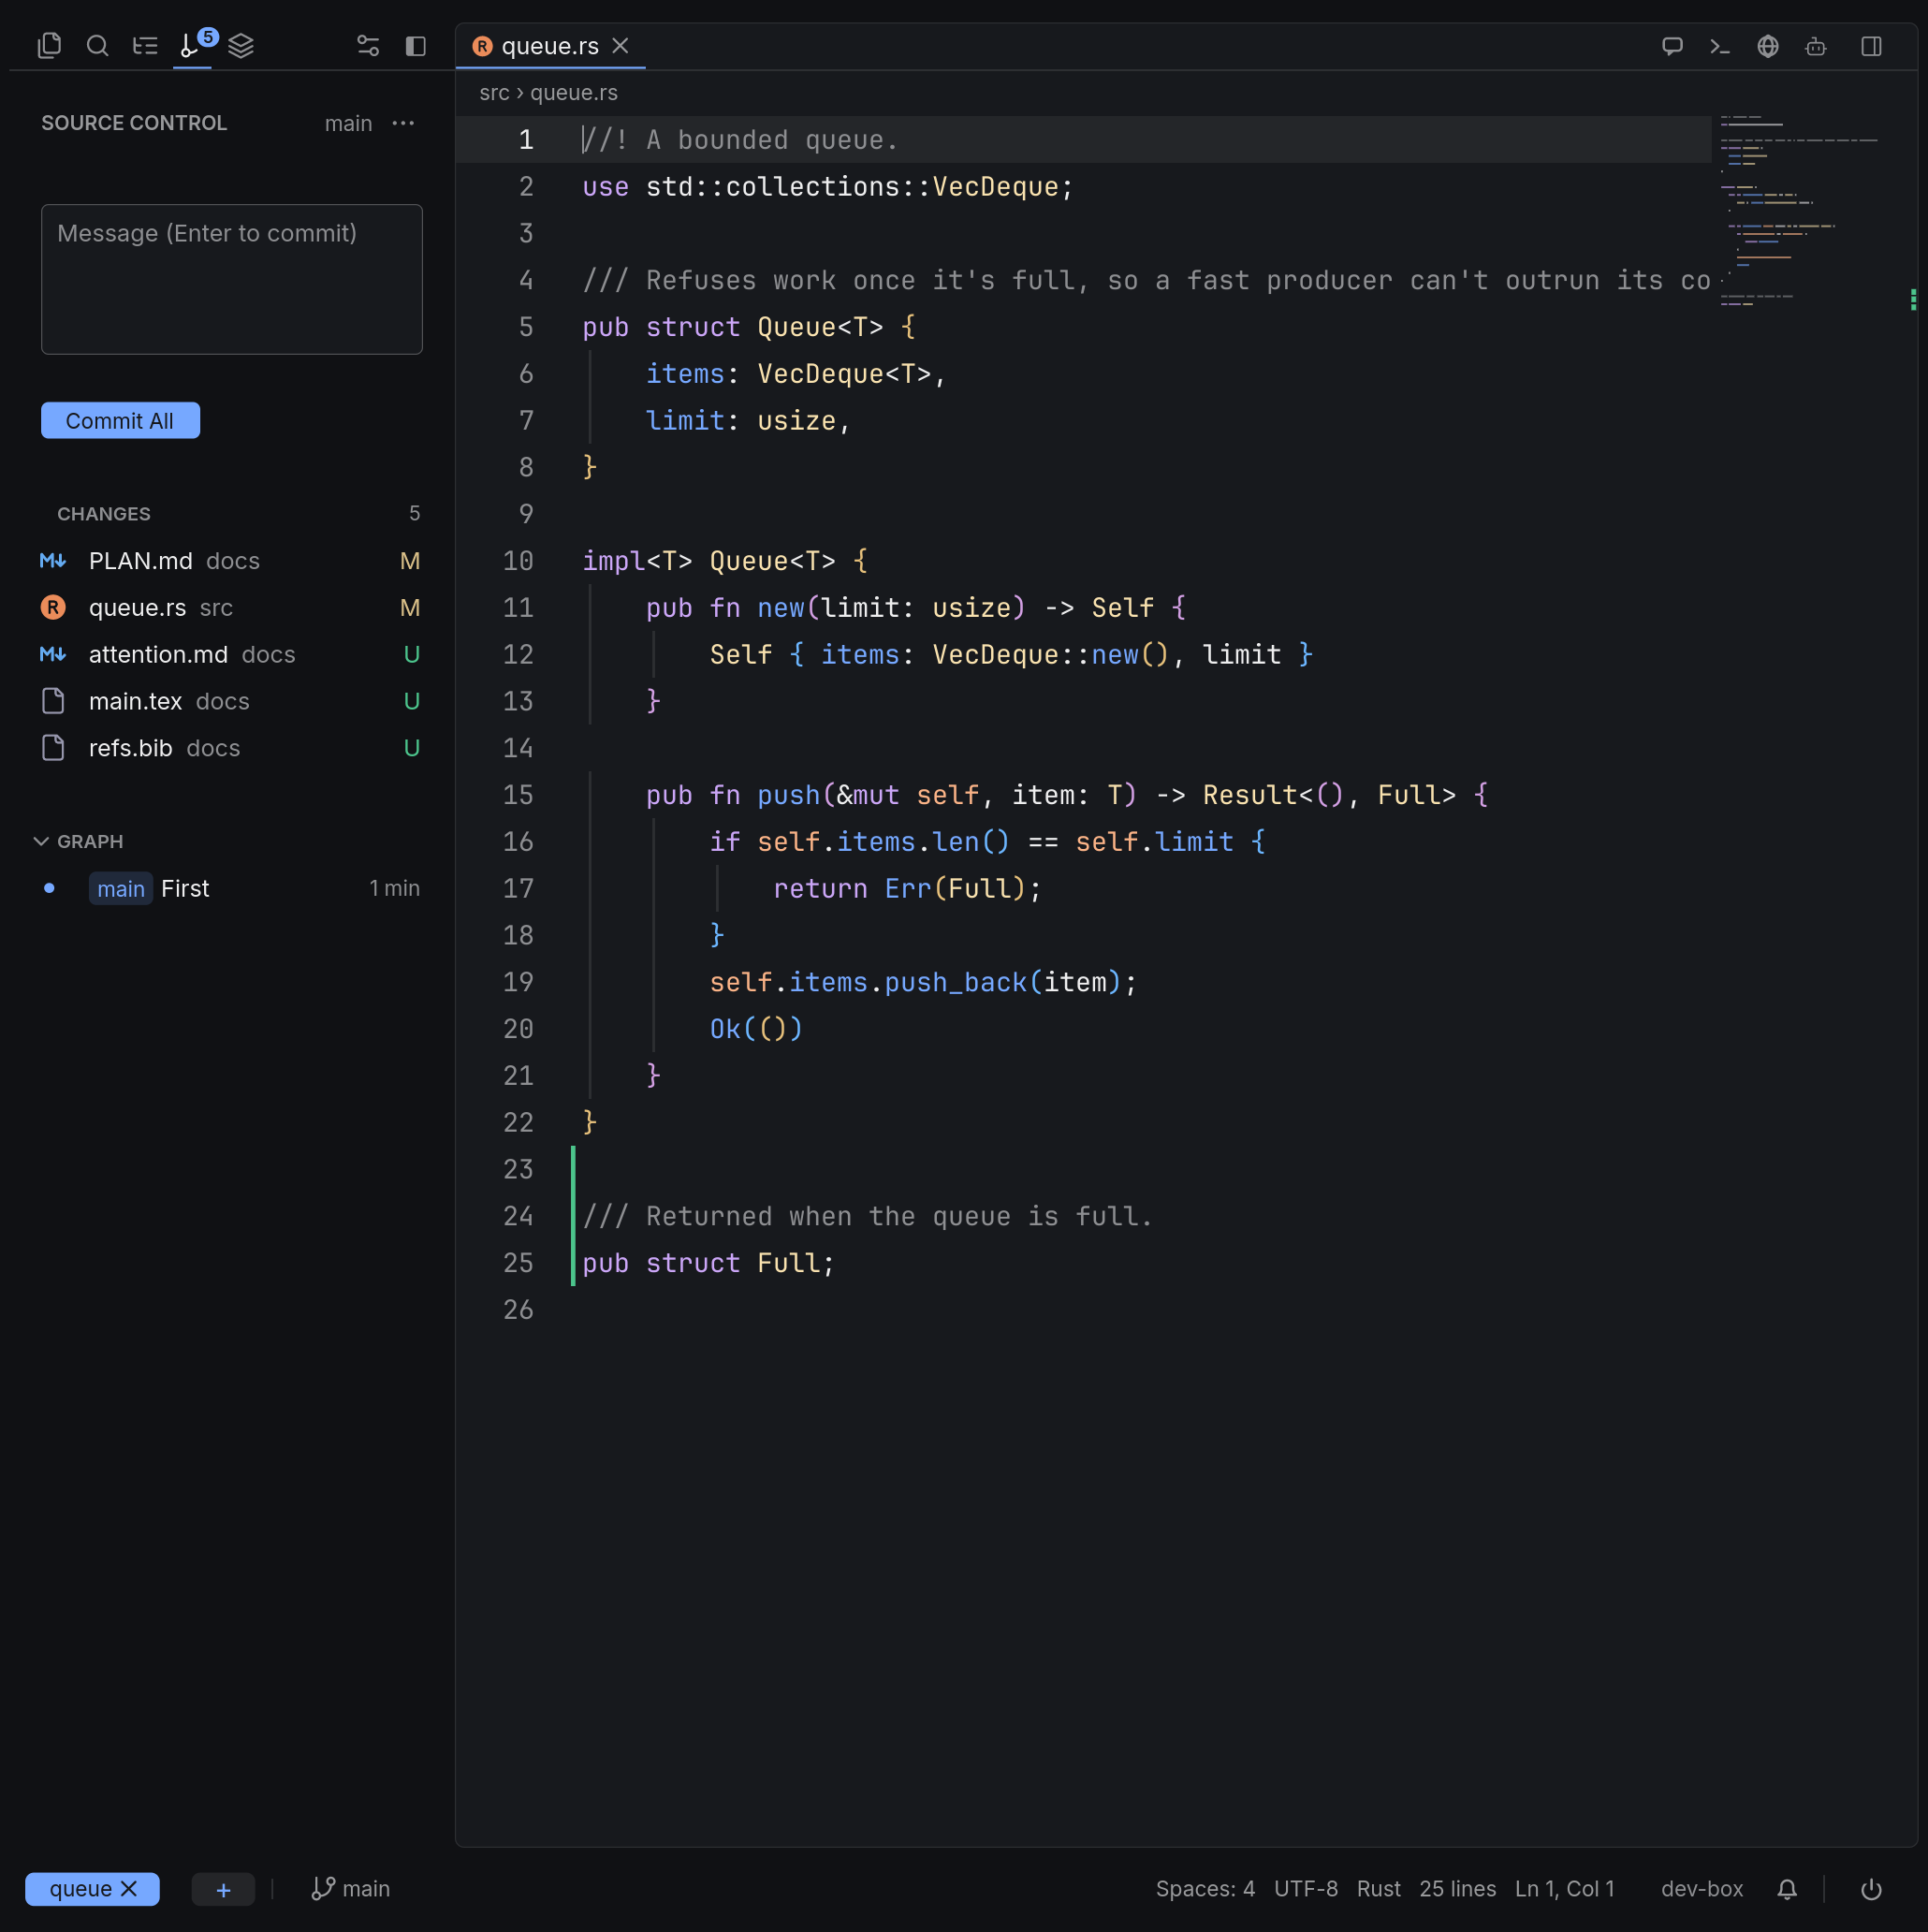 5
queue.rs
SOURCE CONTROL main ···
Message (Enter to commit)
Commit All
CHANGES 5
PLAN.md docs M
queue.rs src M
attention.md docs U
main.tex docs U
refs.bib docs U
GRAPH
main First 1 min
src › queue.rs
1 //! A bounded queue.
2 use std::collections::VecDeque;
3
4 /// Refuses work once it's full, so a fast producer can't outrun its co
5 pub struct Queue<T> {
6     items: VecDeque<T>,
7     limit: usize,
8 }
9
10 impl<T> Queue<T> {
11     pub fn new(limit: usize) -> Self {
12         Self { items: VecDeque::new(), limit }
13     }
14
15     pub fn push(&mut self, item: T) -> Result<(), Full> {
16         if self.items.len() == self.limit {
17             return Err(Full);
18         }
19         self.items.push_back(item);
20         Ok(())
21     }
22 }
23
24 /// Returned when the queue is full.
25 pub struct Full;
26
queue + main Spaces: 4 UTF-8 Rust 25 lines Ln 1, Col 1 dev-box